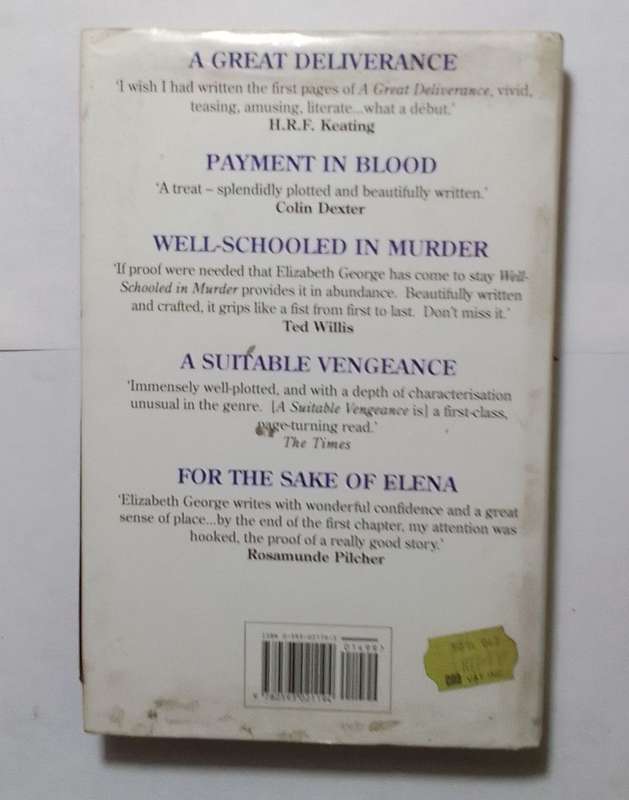 A GREAT DELIVERANCE
'I wish I had written the first pages of A Great Deliverance, vivid,
teasing, amusing, literate...what a début.'
H.R.F. Keating
PAYMENT IN BLOOD
'A treat – splendidly plotted and beautifully written.'
Colin Dexter
WELL-SCHOOLED IN MURDER
'If proof were needed that Elizabeth George has come to stay Well-
Schooled in Murder provides it in abundance. Beautifully written
and crafted, it grips like a fist from first to last. Don't miss it.'
Ted Willis
A SUITABLE VENGEANCE
'Immensely well-plotted, and with a depth of characterisation
unusual in the genre. [A Suitable Vengeance is] a first-class,
page-turning read.'
The Times
FOR THE SAKE OF ELENA
'Elizabeth George writes with wonderful confidence and a great
sense of place...by the end of the first chapter, my attention was
hooked, the proof of a really good story.'
Rosamunde Pilcher
ISBN
VAT INC